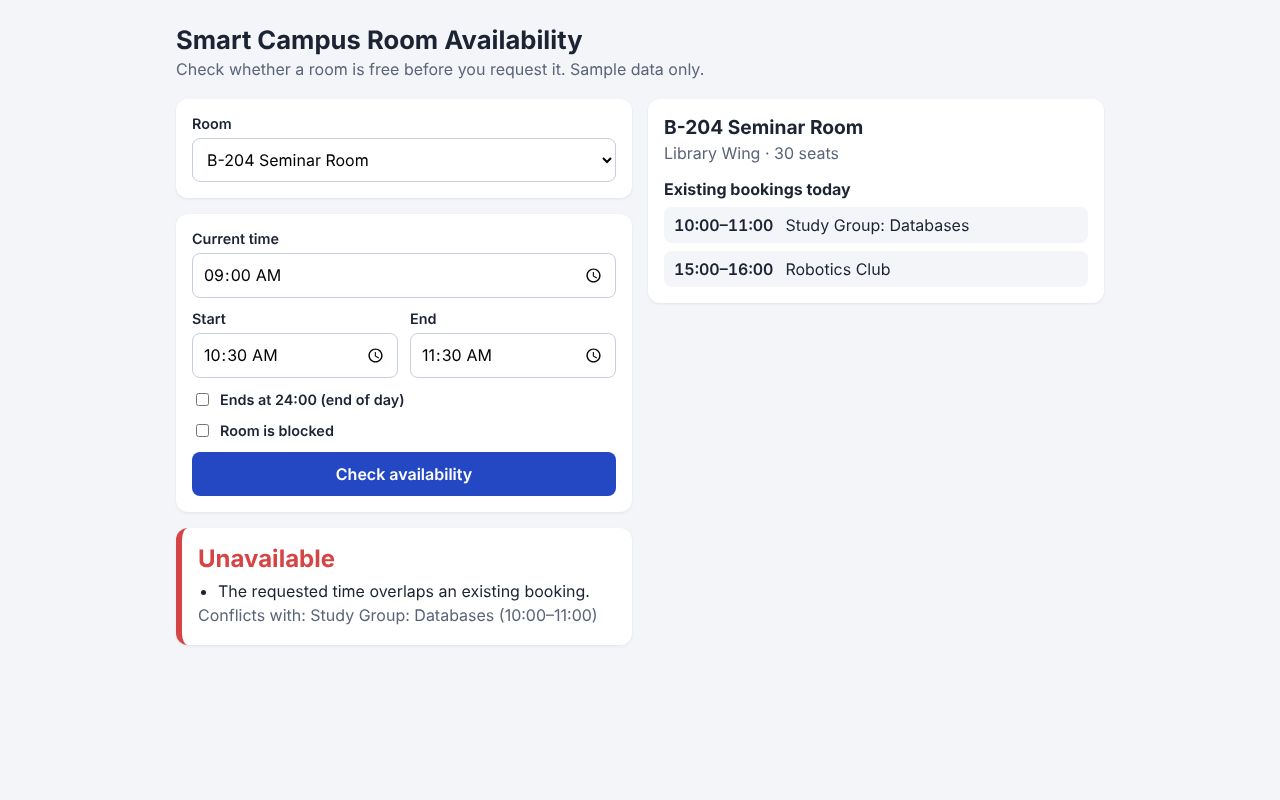 Smart Campus Room Availability
Check whether a room is free before you request it. Sample data only.
Room
B-204 Seminar Room
Current time
09:00 AM
Start
End
10:30 AM
11:30 AM
Ends at 24:00 (end of day)
Room is blocked
Check availability
Unavailable
• The requested time overlaps an existing booking.
Conflicts with: Study Group: Databases (10:00–11:00)
B-204 Seminar Room
Library Wing · 30 seats
Existing bookings today
10:00–11:00 Study Group: Databases
15:00–16:00 Robotics Club